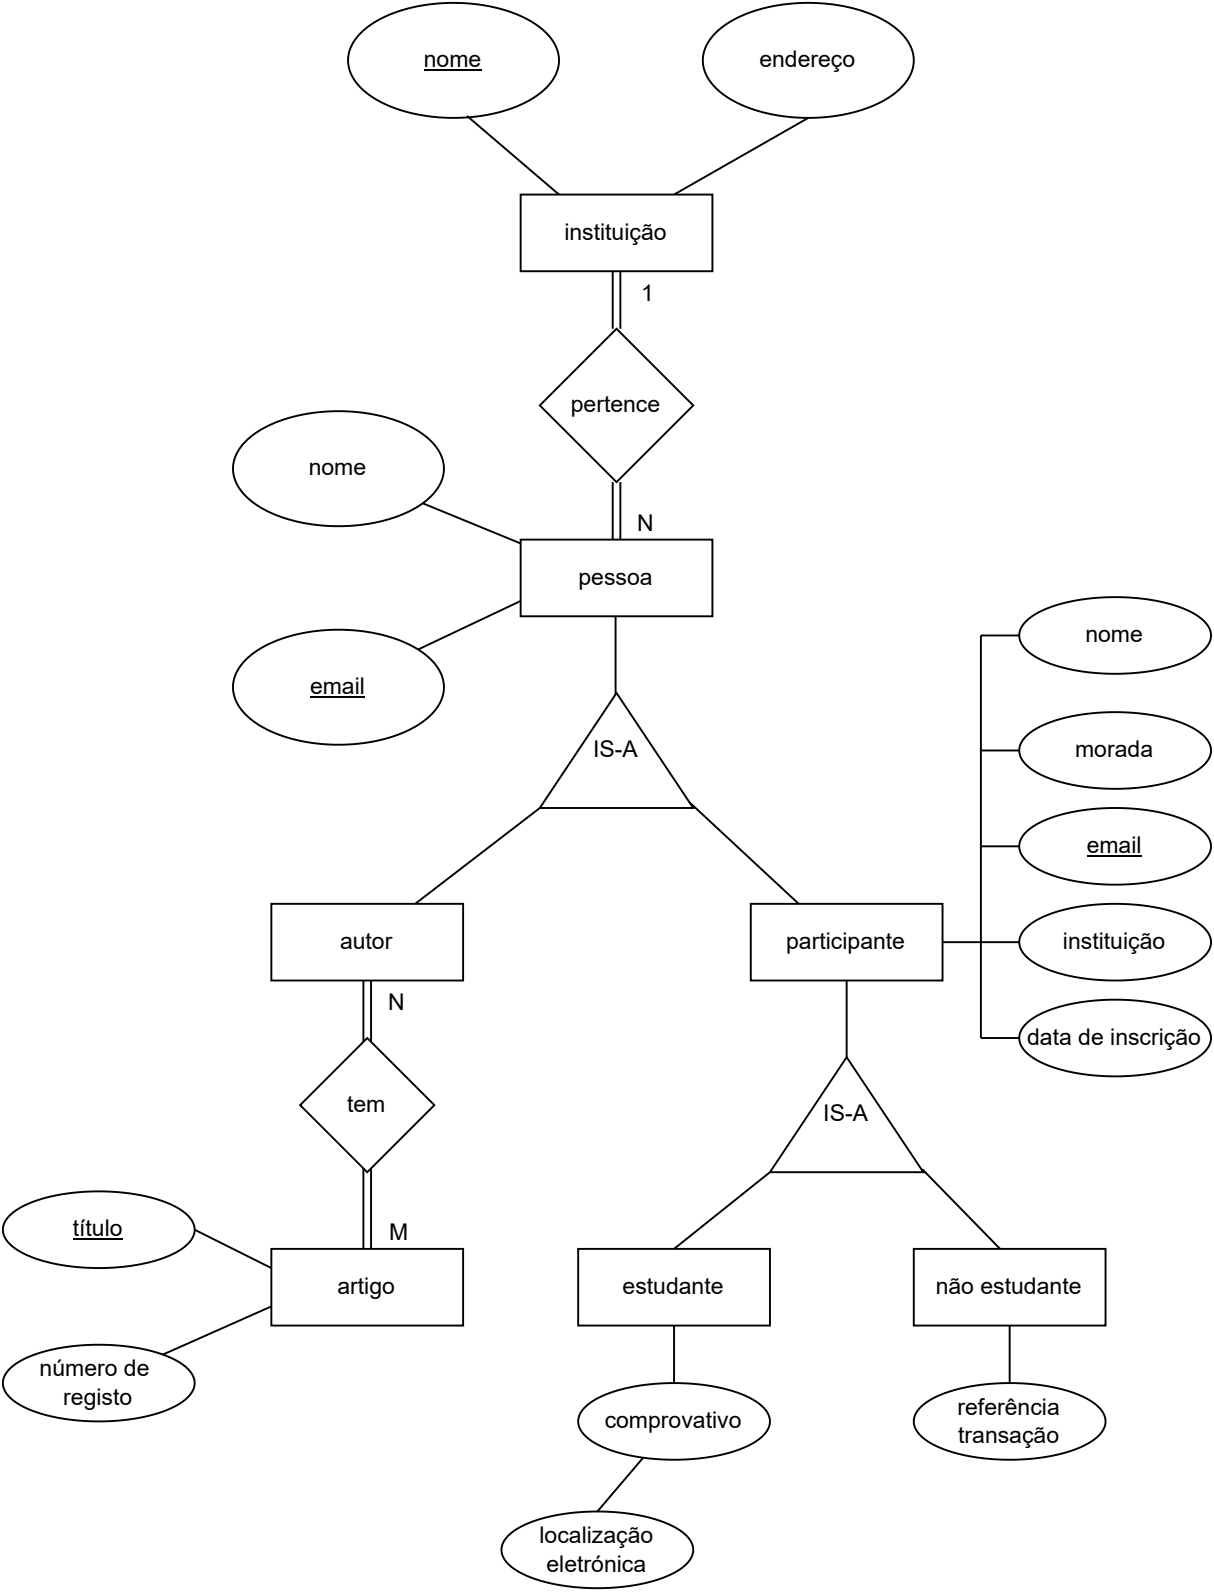 nome
endereço
instituição
1
pertence
nome
N
pessoa
nome
email
IS-A
morada
email
autor
participante
instituição
N
data de inscrição
tem
IS-A
título
M
artigo
estudante
não estudante
número de
registo
comprovativo
referência
transação
localização
eletrónica